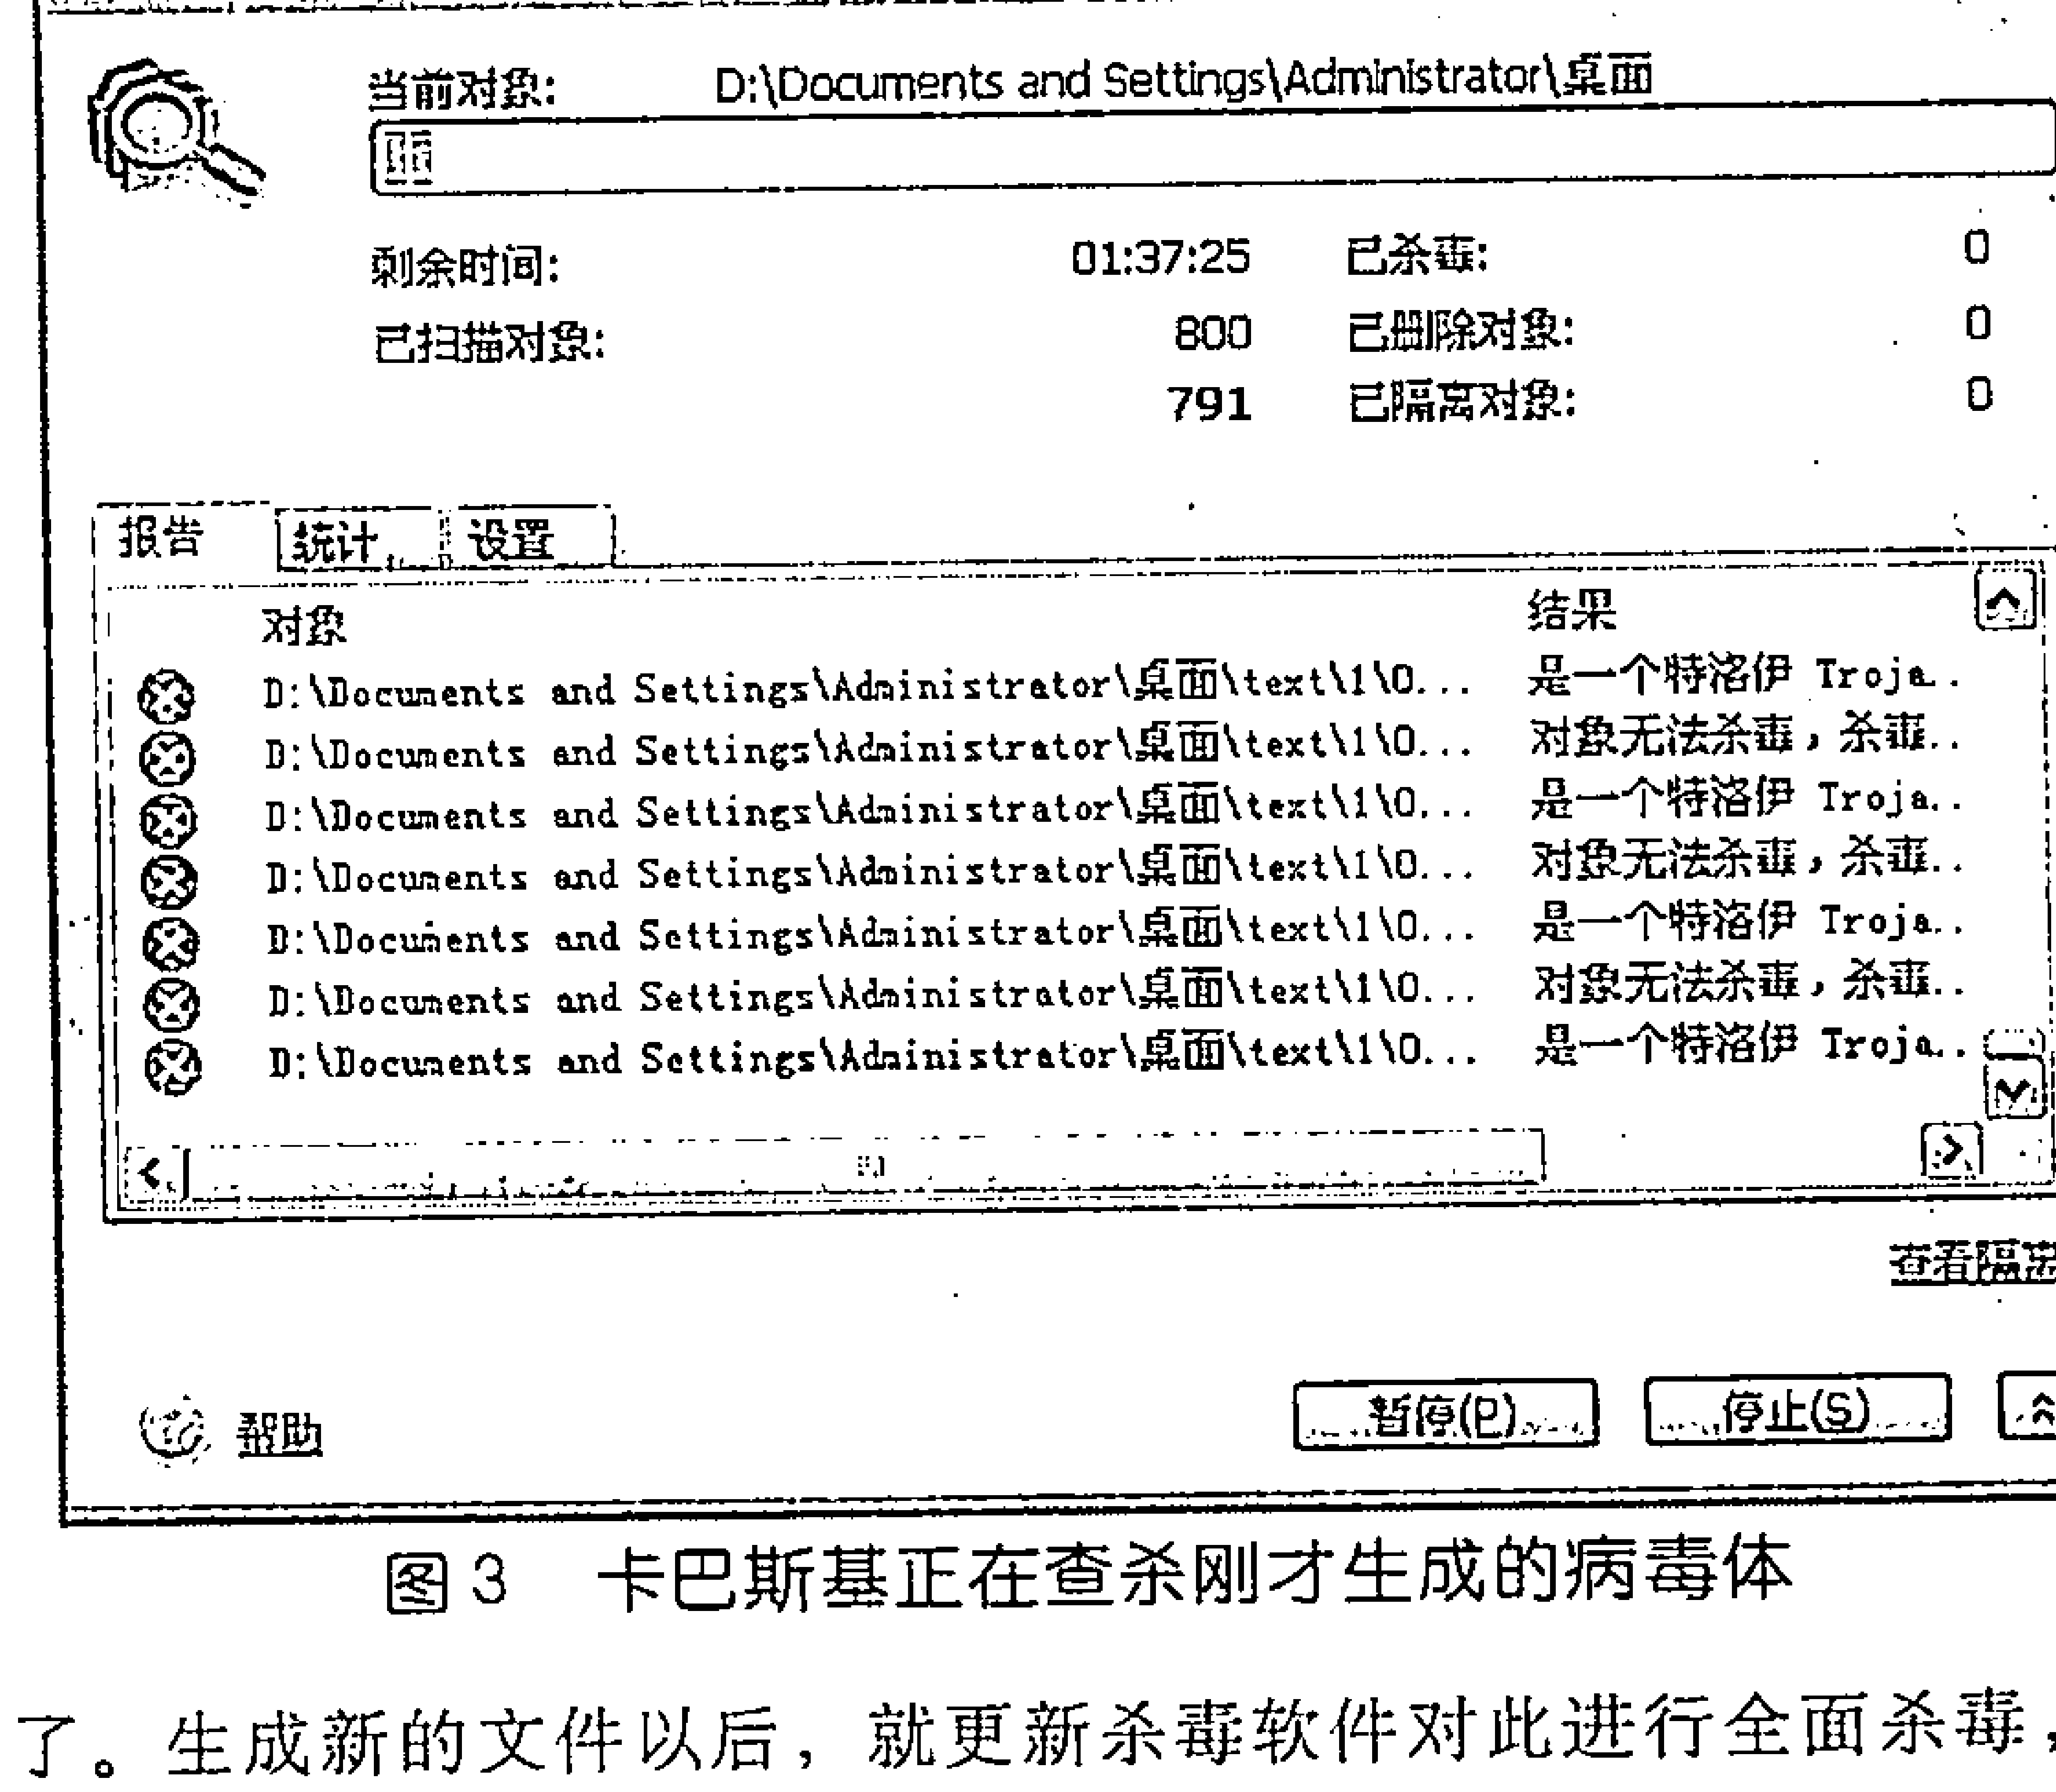 当前对象: D:\Documents and Settings\Administrator\桌面
剩余时间: 01:37:25 已杀毒: 0
已扫描对象: 800 已删除对象: 0
791 已隔离对象: 0
报告 统计 设置
对象 结果
D:\Documents and Settings\Administrator\桌面\text\1\0... 是一个特洛伊 Troja..
D:\Documents and Settings\Administrator\桌面\text\1\0... 对象无法杀毒，杀毒..
D:\Documents and Settings\Administrator\桌面\text\1\0... 是一个特洛伊 Troja..
D:\Documents and Settings\Administrator\桌面\text\1\0... 对象无法杀毒，杀毒..
D:\Documents and Settings\Administrator\桌面\text\1\0... 是一个特洛伊 Troja..
D:\Documents and Settings\Administrator\桌面\text\1\0... 对象无法杀毒，杀毒..
D:\Documents and Settings\Administrator\桌面\text\1\0... 是一个特洛伊 Troja..
查看隔离
帮助 暂停(P) 停止(S)
图 3 卡巴斯基正在查杀刚才生成的病毒体
了。生成新的文件以后，就更新杀毒软件对此进行全面杀毒，